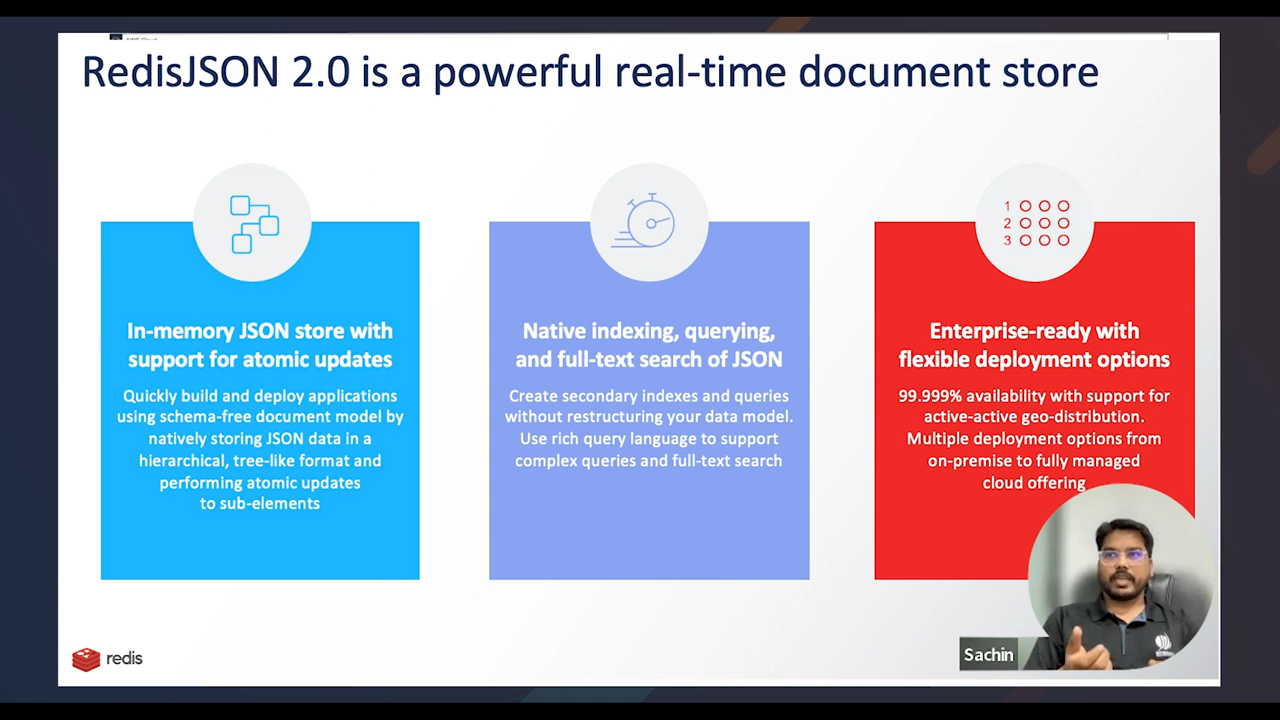 RedisJSON 2.0 is a powerful real-time document store
In-memory JSON store with
support for atomic updates
Quickly build and deploy applications
using schema-free document model by
natively storing JSON data in a
hierarchical, tree-like format and
performing atomic updates
to sub-elements
Native indexing, querying,
and full-text search of JSON
Create secondary indexes and queries
without restructuring your data model.
Use rich query language to support
complex queries and full-text search
1
2
3
Enterprise-ready with
flexible deployment options
99.999% availability with support for
active-active geo-distribution.
Multiple deployment options from
on-premise to fully managed
cloud offering
redis
Sachin